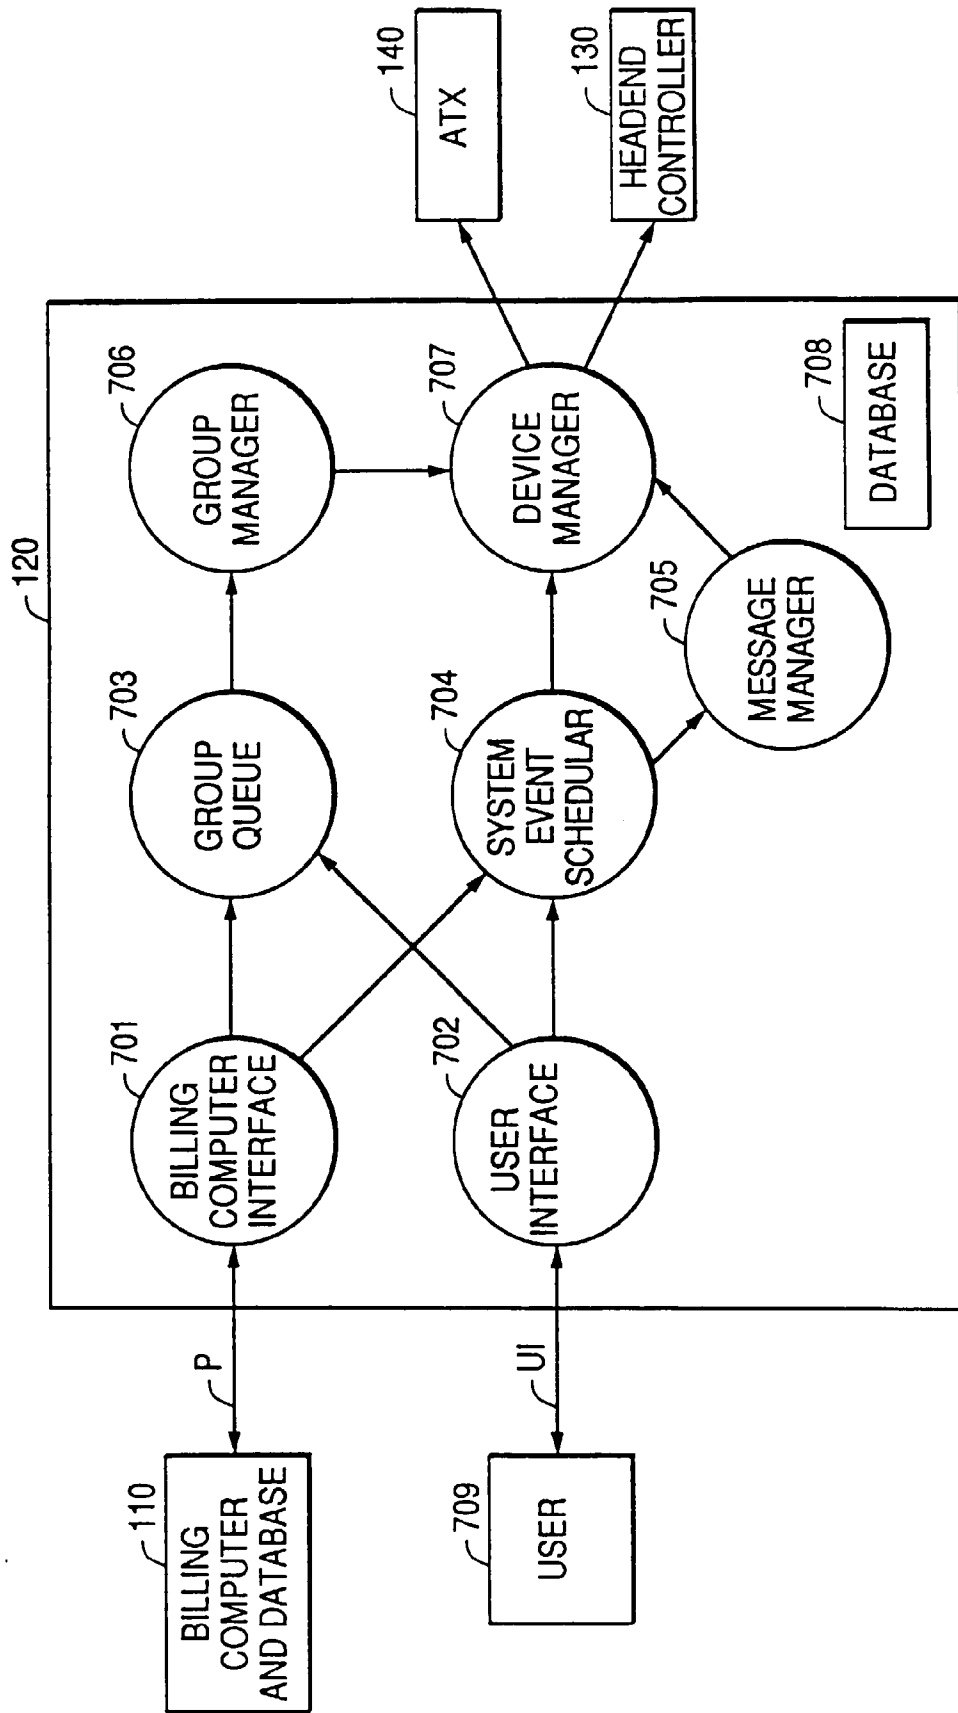 120
110
BILLING
COMPUTER
AND DATABASE
P
701
BILLING
COMPUTER
INTERFACE
703
GROUP
QUEUE
706
GROUP
MANAGER
140
ATX
709
USER
UI
702
USER
INTERFACE
704
SYSTEM
EVENT
SCHEDULAR
707
DEVICE
MANAGER
130
HEADEND
CONTROLLER
705
MESSAGE
MANAGER
708
DATABASE